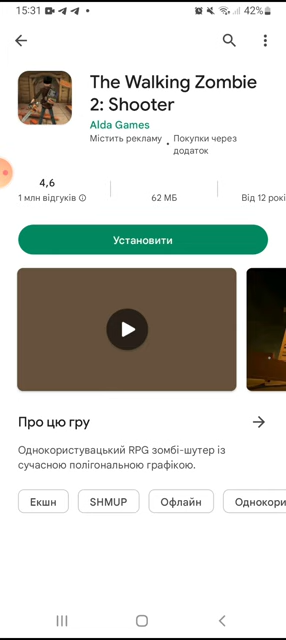 15:31
42%
The Walking Zombie
2: Shooter
Alda Games
Містить рекламу • Покупки через
додаток
4,6
1 млн відгуків
62 МБ
Від 12 рокі
Установити
Про цю гру
Однокористувацький RPG зомбі-шутер із
сучасною полігональною графікою.
Екшн
SHMUP
Офлайн
Однокори